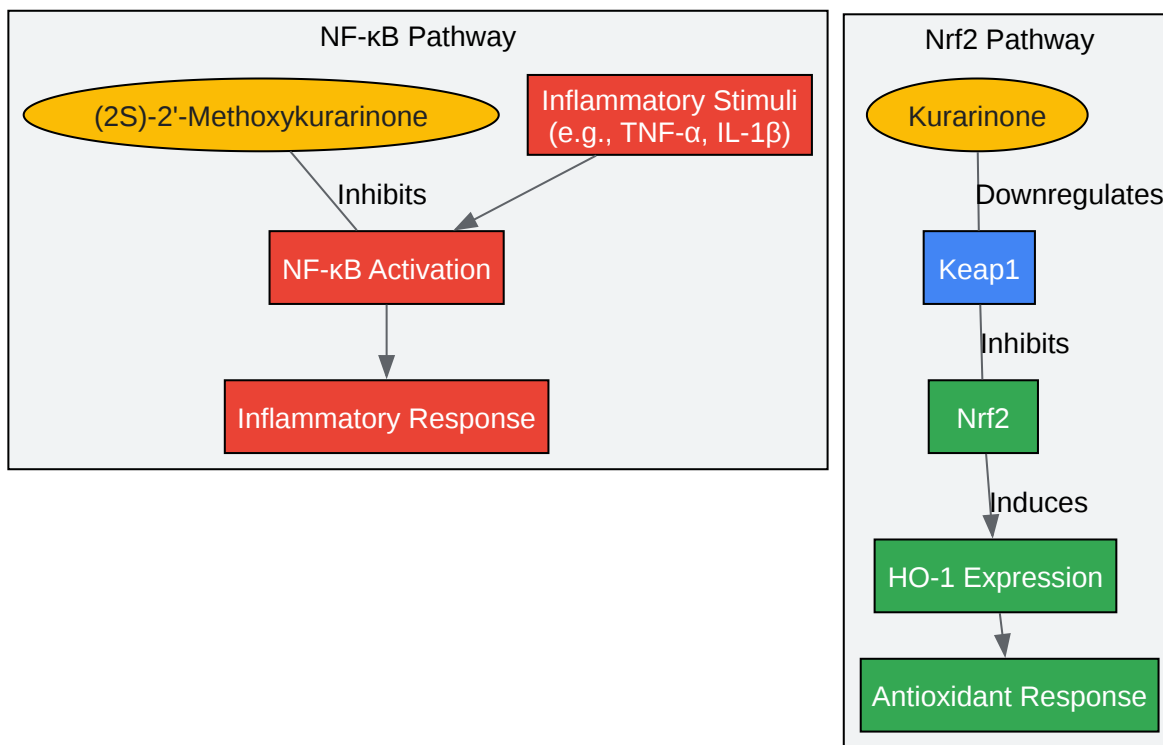 NF-κB Pathway
(2S)-2'-Methoxykurarinone
Inflammatory Stimuli
(e.g., TNF-α, IL-1β)
Inhibits
NF-κB Activation
Inflammatory Response
Nrf2 Pathway
Kurarinone
Downregulates
Keap1
Inhibits
Nrf2
Induces
HO-1 Expression
Antioxidant Response